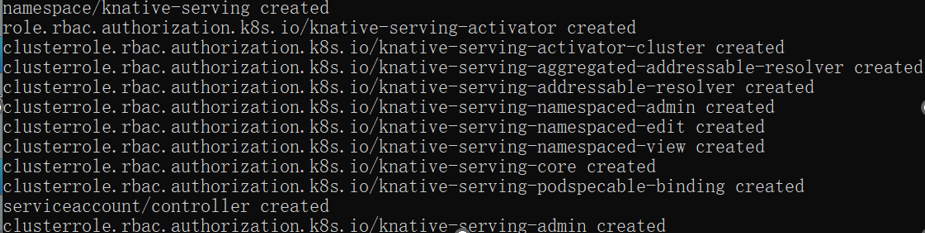 namespace/knative-serving created
role.rbac.authorization.k8s.io/knative-serving-activator created
clusterrole.rbac.authorization.k8s.io/knative-serving-activator-cluster created
clusterrole.rbac.authorization.k8s.io/knative-serving-aggregated-addressable-resolver created
clusterrole.rbac.authorization.k8s.io/knative-serving-addressable-resolver created
clusterrole.rbac.authorization.k8s.io/knative-serving-namespaced-admin created
clusterrole.rbac.authorization.k8s.io/knative-serving-namespaced-edit created
clusterrole.rbac.authorization.k8s.io/knative-serving-namespaced-view created
clusterrole.rbac.authorization.k8s.io/knative-serving-core created
clusterrole.rbac.authorization.k8s.io/knative-serving-podspecable-binding created
serviceaccount/controller created
clusterrole.rbac.authorization.k8s.io/knative-serving-admin created